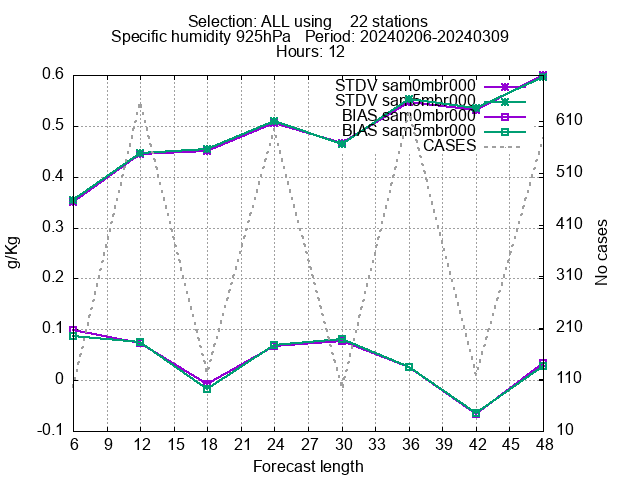 Selection: ALL using    22 stations
Specific humidity 925hPa   Period: 20240206-20240309
Hours: 12
STDV sam0mbr000
STDV sam5mbr000
BIAS sam0mbr000
BIAS sam5mbr000
CASES
0.6
0.5
0.4
0.3
0.2
0.1
0
-0.1
g/Kg
610
510
410
310
210
110
10
No cases
6 9 12 15 18 21 24 27 30 33 36 39 42 45 48
Forecast length